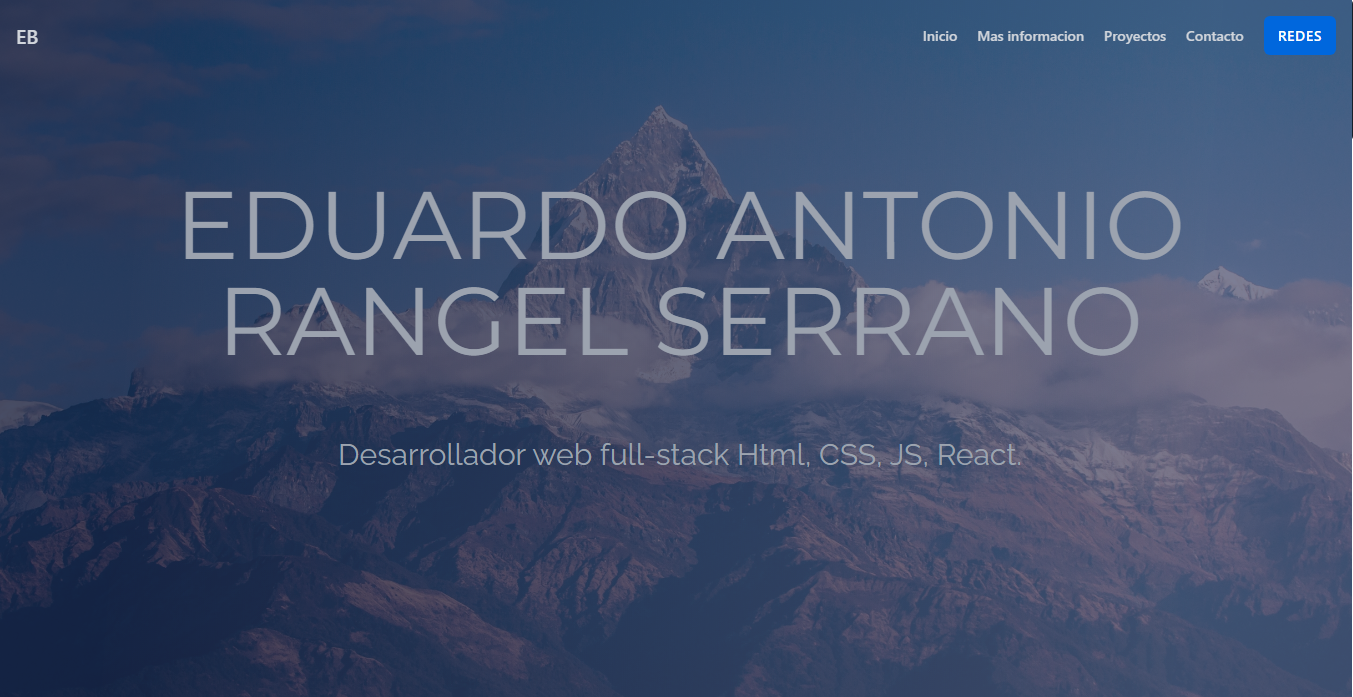 EB
Inicio Mas informacion Proyectos Contacto REDES
EDUARDO ANTONIO
RANGEL SERRANO
Desarrollador web full-stack Html, CSS, JS, React.